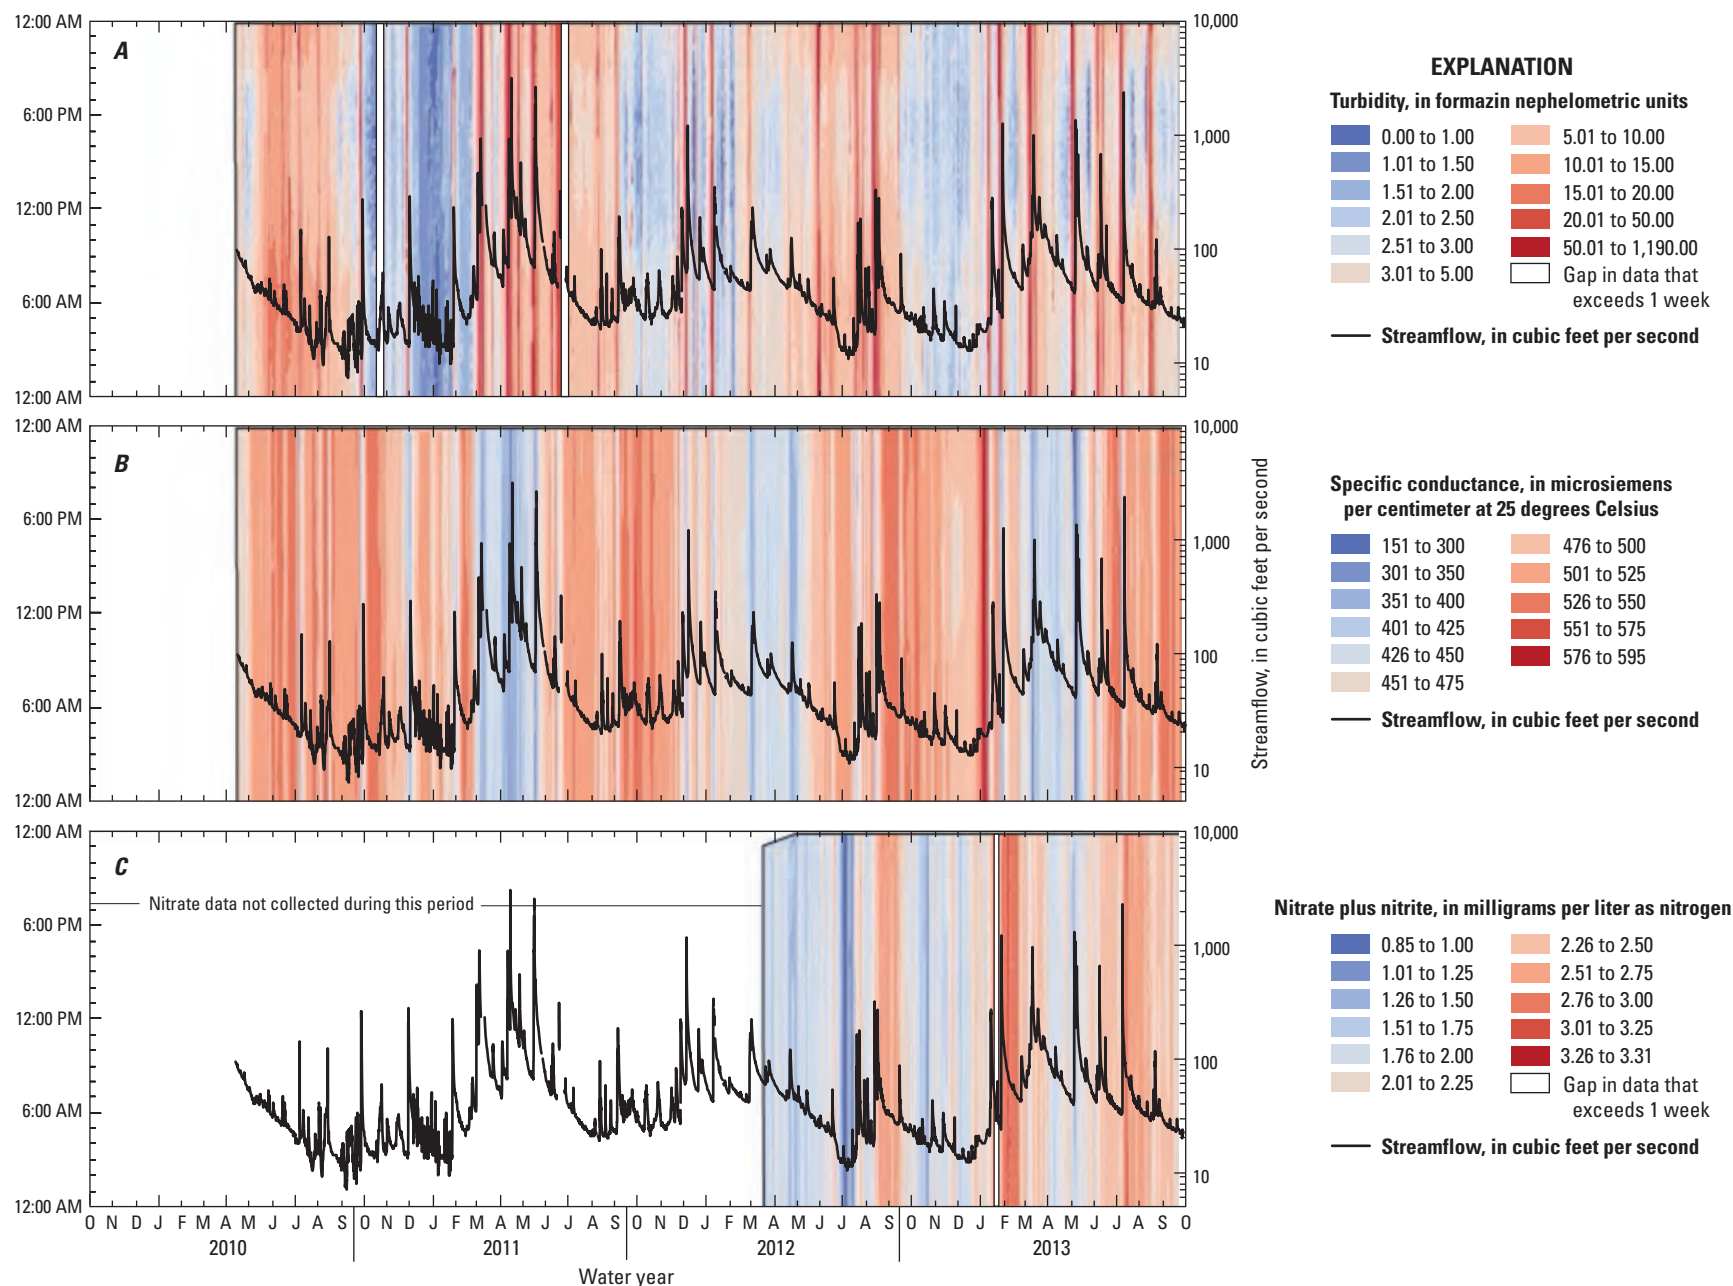 12:00 AM
6:00 PM
12:00 PM
6:00 AM
12:00 AM
A
10,000
1,000
100
10
EXPLANATION
Turbidity, in formazin nephelometric units
0.00 to 1.00
1.01 to 1.50
1.51 to 2.00
2.01 to 2.50
2.51 to 3.00
3.01 to 5.00
5.01 to 10.00
10.01 to 15.00
15.01 to 20.00
20.01 to 50.00
50.01 to 1,190.00
Gap in data that
exceeds 1 week
Streamflow, in cubic feet per second
12:00 AM
6:00 PM
12:00 PM
6:00 AM
12:00 AM
B
10,000
1,000
100
10
Streamflow, in cubic feet per second
Specific conductance, in microsiemens
per centimeter at 25 degrees Celsius
151 to 300
301 to 350
351 to 400
401 to 425
426 to 450
451 to 475
476 to 500
501 to 525
526 to 550
551 to 575
576 to 595
Streamflow, in cubic feet per second
12:00 AM
6:00 PM
12:00 PM
6:00 AM
12:00 AM
C
Nitrate data not collected during this period
10,000
1,000
100
10
Nitrate plus nitrite, in milligrams per liter as nitrogen
0.85 to 1.00
1.01 to 1.25
1.26 to 1.50
1.51 to 1.75
1.76 to 2.00
2.01 to 2.25
2.26 to 2.50
2.51 to 2.75
2.76 to 3.00
3.01 to 3.25
3.26 to 3.31
Gap in data that
exceeds 1 week
Streamflow, in cubic feet per second
O N D J F M A M J J A S O N D J F M A M J J A S O N D J F M A M J J A S O N D J F M A M J J A S O
2010 2011 2012 2013
Water year